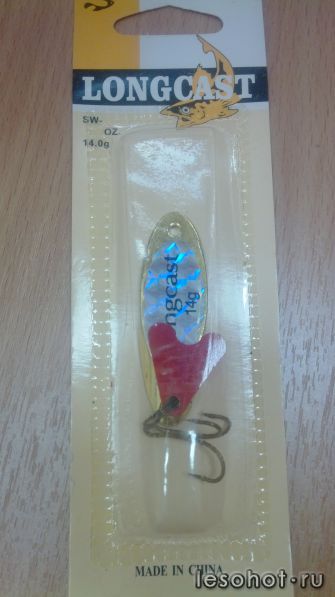 LONGCAST
SW-
OZ.
14.0g
ngcast
14g
MADE IN CHINA
lesohot.ru